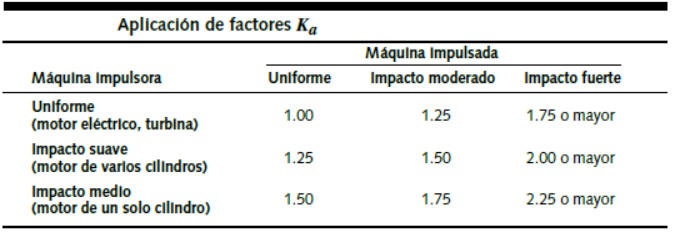 Aplicación de factores Ka
Máquina impulsada
Máquina impulsora Uniforme Impacto moderado Impacto fuerte
Uniforme
(motor eléctrico, turbina) 1.00 1.25 1.75 o mayor
Impacto suave
(motor de varios cilindros) 1.25 1.50 2.00 o mayor
Impacto medio
(motor de un solo cilindro) 1.50 1.75 2.25 o mayor